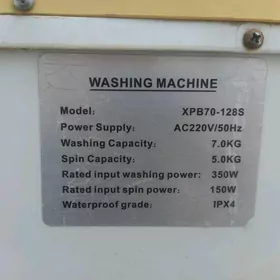 WASHING MACHINE
Model: XPB70-128S
Power Supply: AC220V/50Hz
Washing Capacity: 7.0KG
Spin Capacity: 5.0KG
Rated input washing power: 350W
Rated input spin power: 150W
Waterproof grade: IPX4